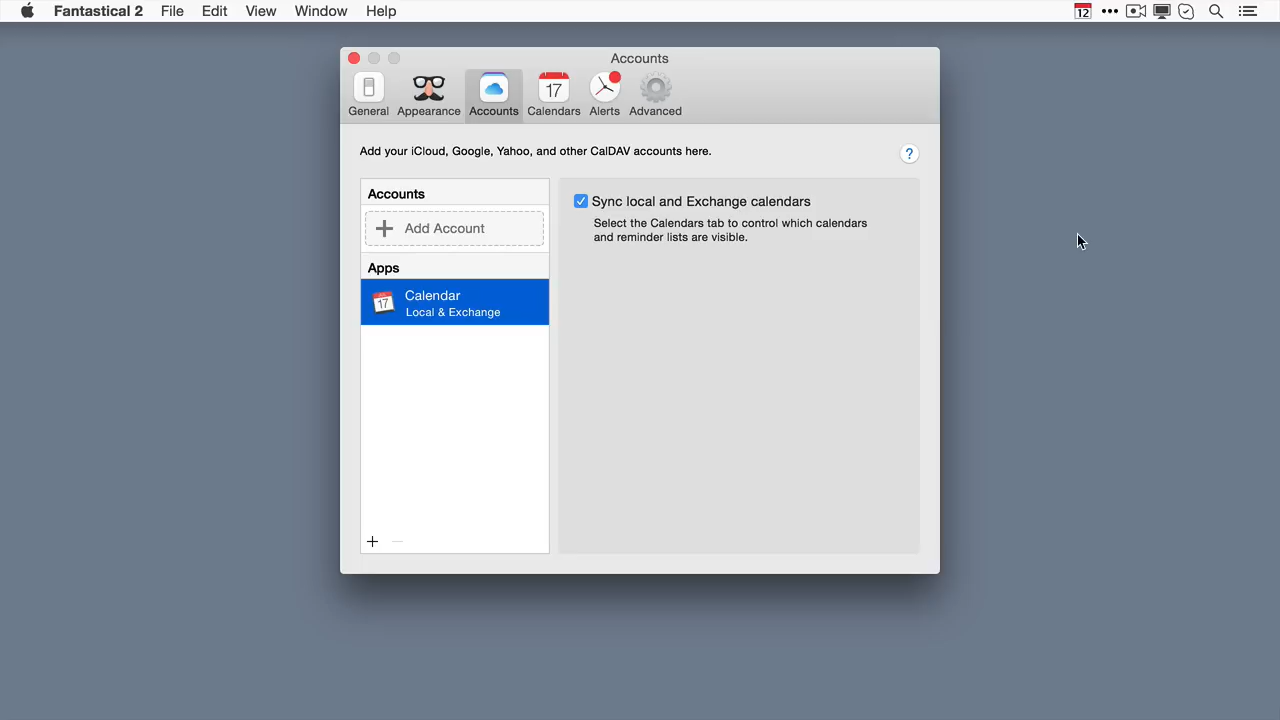 Fantastical 2 File Edit View Window Help
12
Accounts
17
General Appearance Accounts Calendars Alerts Advanced
Add your iCloud, Google, Yahoo, and other CalDAV accounts here.
?
Accounts
Add Account
Apps
17
Calendar
Local & Exchange
Sync local and Exchange calendars
Select the Calendars tab to control which calendars
and reminder lists are visible.